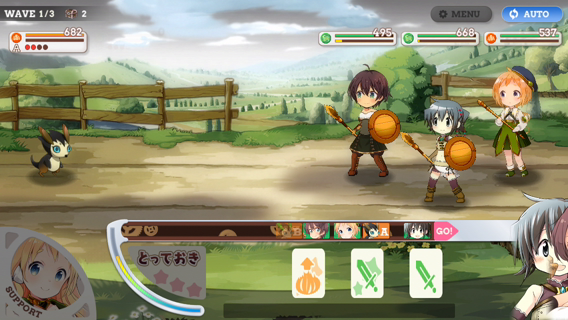 WAVE 1/3 2
MENU
AUTO
682
495
668
537
A
GO!
とっておき
SUPPORT